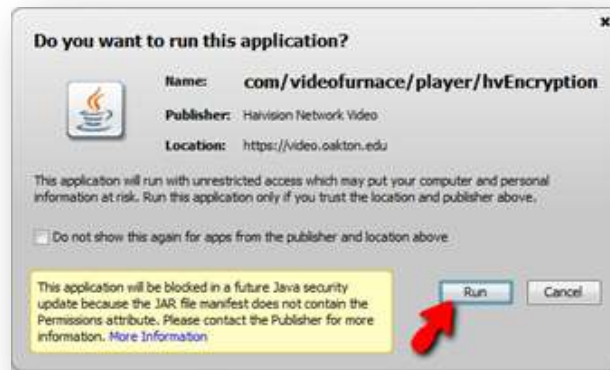 Do you want to run this application?
Name: com/videofurnace/player/hvEncryption
Publisher: Haivision Network Video
Location: https://video.oakton.edu
This application will run with unrestricted access which may put your computer and personal
information at risk. Run this application only if you trust the location and publisher above.
Do not show this again for apps from the publisher and location above
This application will be blocked in a future Java security
update because the JAR file manifest does not contain the
Permissions attribute. Please contact the Publisher for more
information. More Information
Run
Cancel